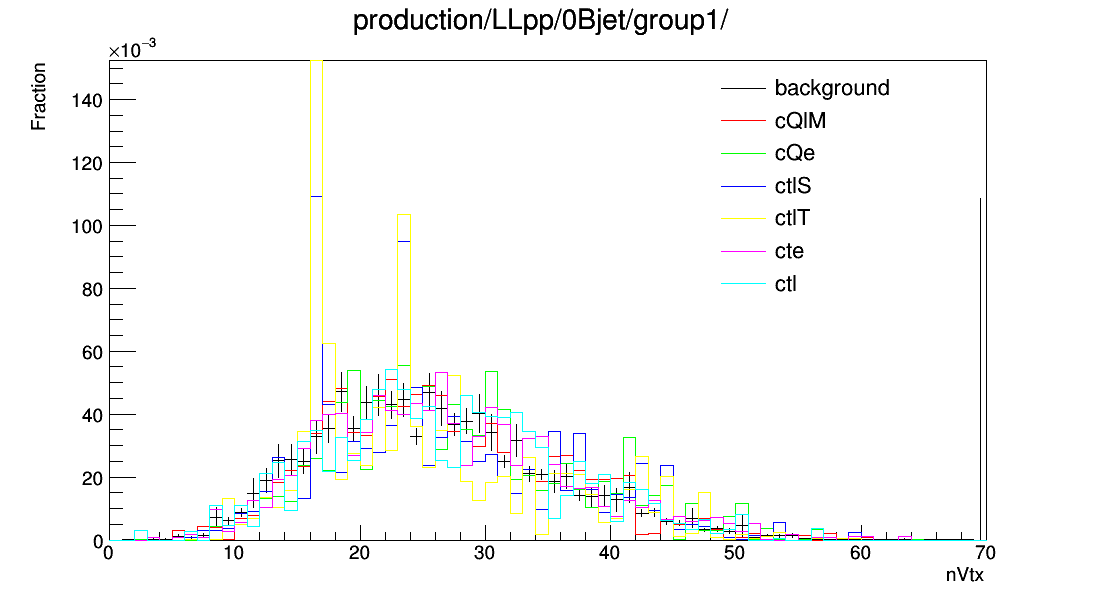 production/LLpp/0Bjet/group1/
×10⁻³
Fraction
140
120
100
80
60
40
20
0
background
cQlM
cQe
ctlS
ctlT
cte
ctl
0 10 20 30 40 50 60 70
nVtx